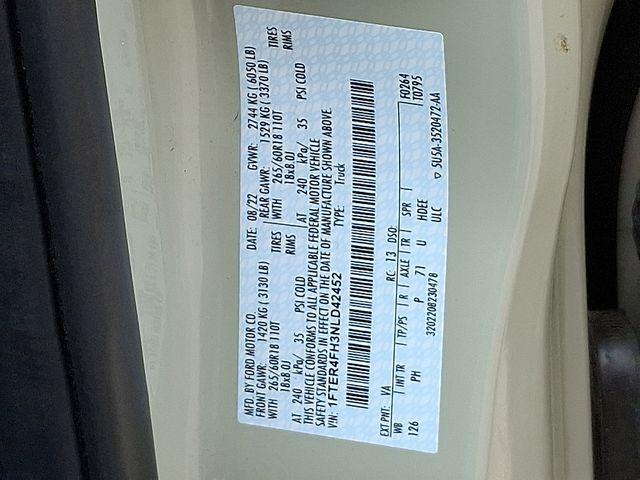 MFD. BY FORD MOTOR CO.
DATE: 08/22 GVWR: 2744 KG ( 6050 LB)
FRONT GAWR: 1420 KG ( 3130 LB) REAR GAWR: 1529 KG ( 3370 LB)
WITH 265/60R18 110T TIRES WITH 265/60R18 110T TIRES
18x8.0J RIMS 18x8.0J RIMS
AT 240 kPa/ 35 PSI COLD AT 240 kPa/ 35 PSI COLD
THIS VEHICLE CONFORMS TO ALL APPLICABLE FEDERAL MOTOR VEHICLE
SAFETY STANDARDS IN EFFECT ON THE DATE OF MANUFACTURE SHOWN ABOVE.
VIN: 1FTER4FH3NLD42452 TYPE: Truck
EXT PNT: VA RC: 13 DSO: F0264
WB INT TR TP/PS R AXLE TR SPR T0795
126 PH P 71 U HDEE
3202208230478 ULC ▽ 5U5A-3520472-AA